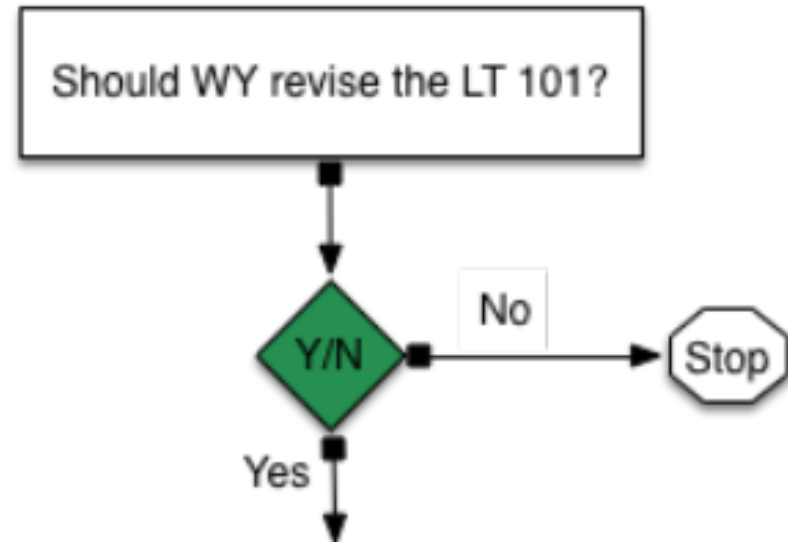 Should WY revise the LT 101?
Y/N
No
Stop
Yes